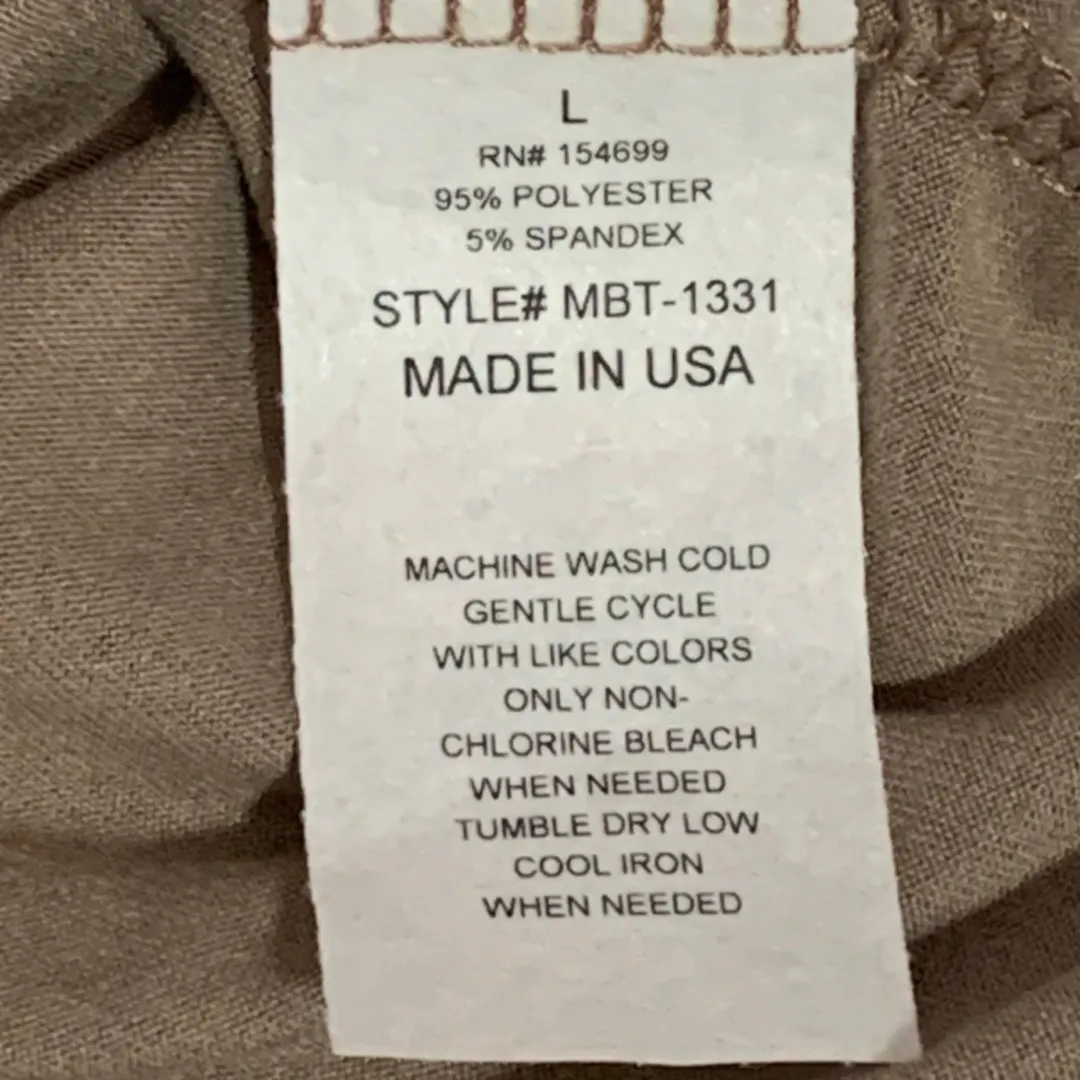 L
RN# 154699
95% POLYESTER
5% SPANDEX
STYLE# MBT-1331
MADE IN USA
MACHINE WASH COLD
GENTLE CYCLE
WITH LIKE COLORS
ONLY NON-
CHLORINE BLEACH
WHEN NEEDED
TUMBLE DRY LOW
COOL IRON
WHEN NEEDED